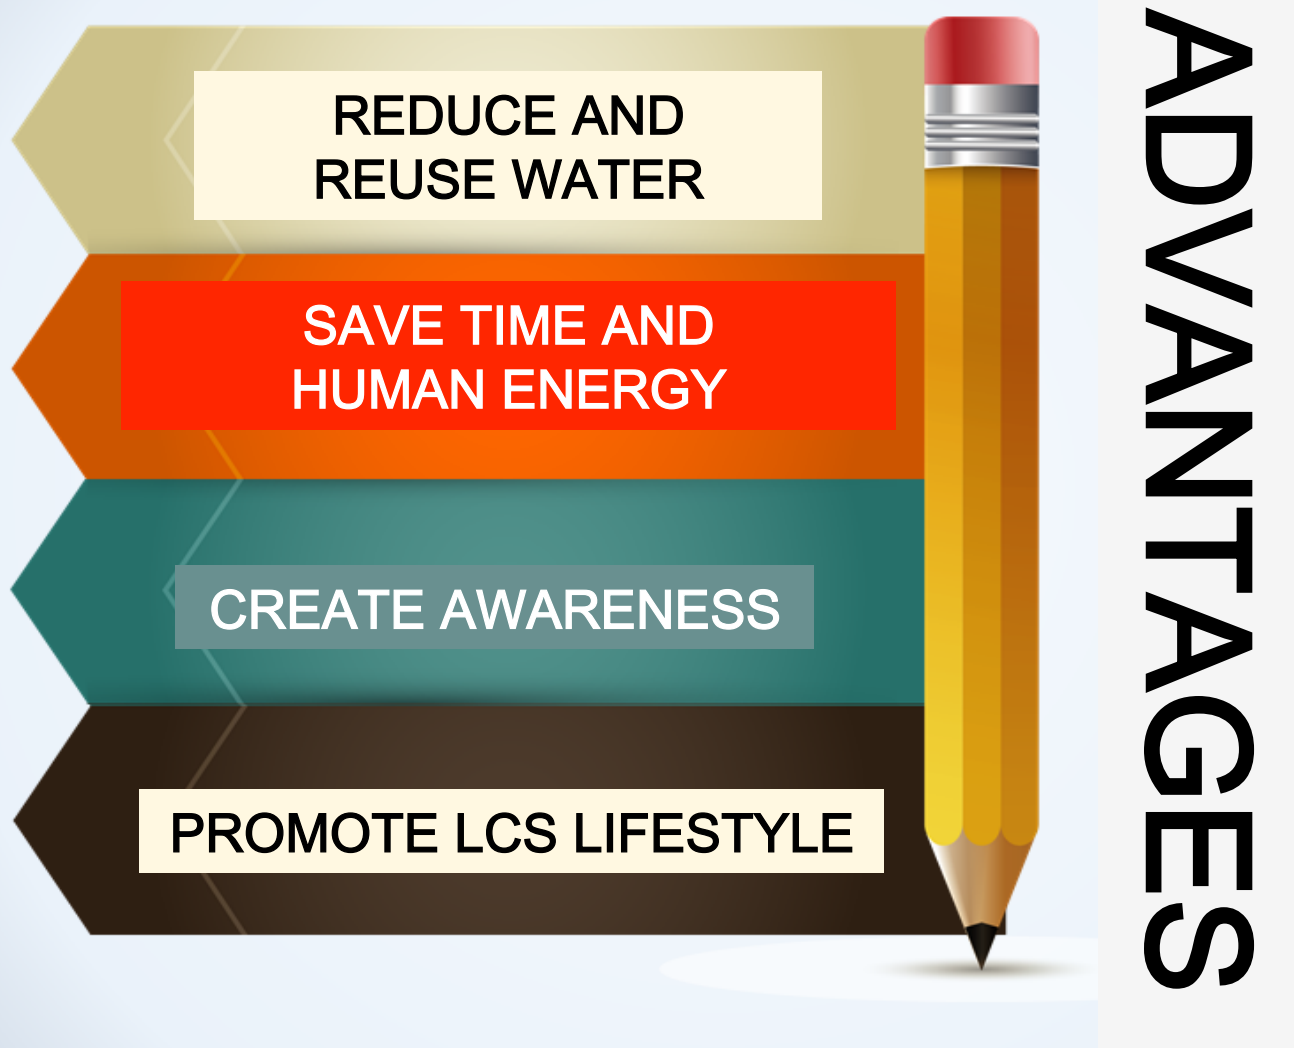 REDUCE AND
REUSE WATER
SAVE TIME AND
HUMAN ENERGY
CREATE AWARENESS
PROMOTE LCS LIFESTYLE
ADVANTAGES